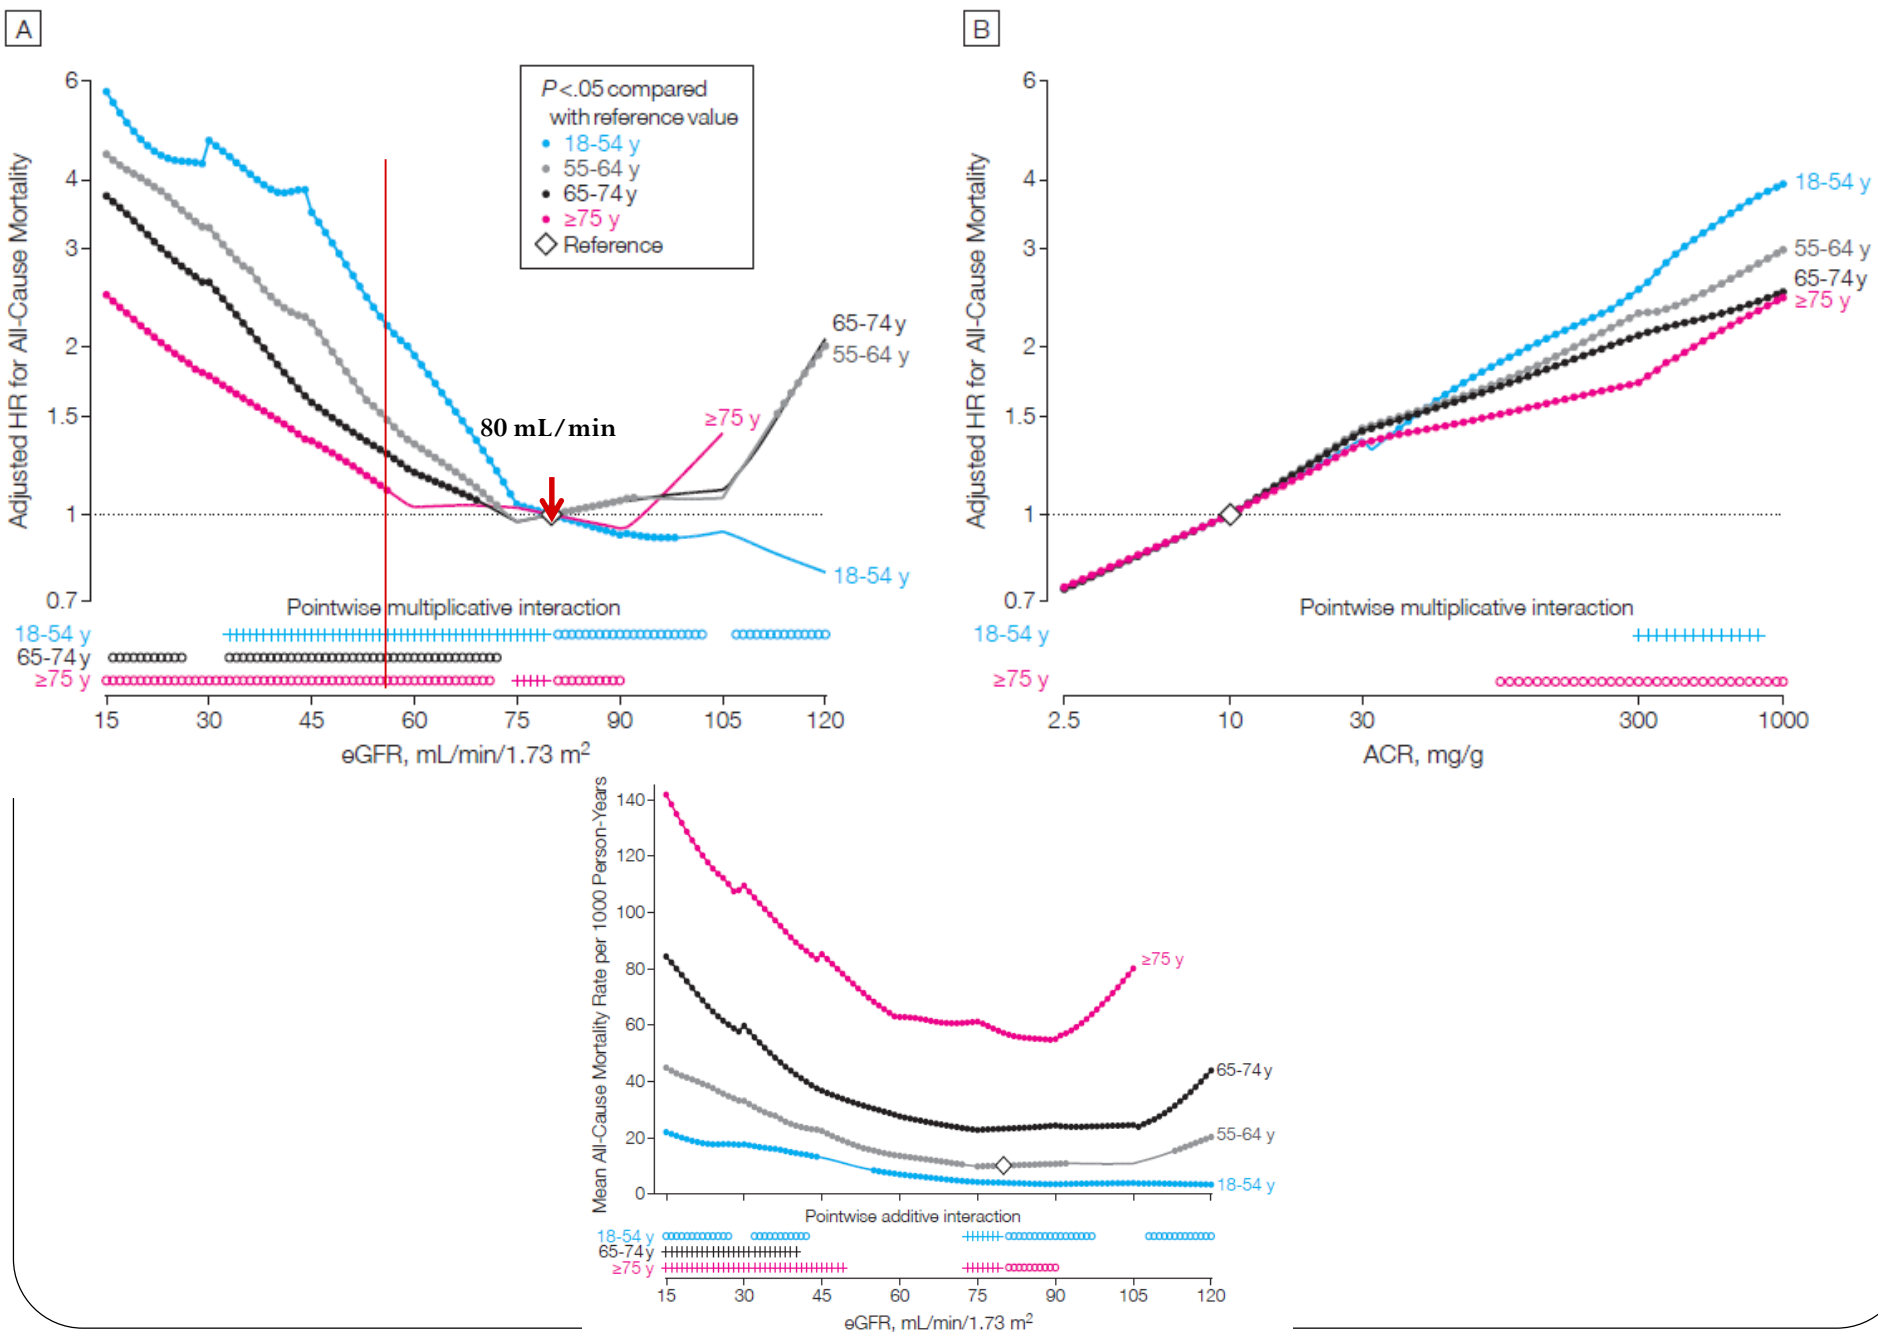 A
6
4
3
2
1.5
1
0.7
Adjusted HR for All-Cause Mortality
P<.05 compared
with reference value
18-54 y
55-64 y
65-74 y
≥75 y
Reference
80 mL/min
65-74 y
55-64 y
≥75 y
18-54 y
Pointwise multiplicative interaction
18-54 y
65-74 y
≥75 y
15 30 45 60 75 90 105 120
eGFR, mL/min/1.73 m²
B
6
4
3
2
1.5
1
0.7
Adjusted HR for All-Cause Mortality
18-54 y
55-64 y
65-74 y
≥75 y
Pointwise multiplicative interaction
18-54 y
≥75 y
2.5 10 30 300 1000
ACR, mg/g
140
120
100
80
60
40
20
0
Mean All-Cause Mortality Rate per 1000 Person-Years
≥75 y
65-74 y
55-64 y
18-54 y
Pointwise additive interaction
18-54 y
65-74 y
≥75 y
15 30 45 60 75 90 105 120
eGFR, mL/min/1.73 m²